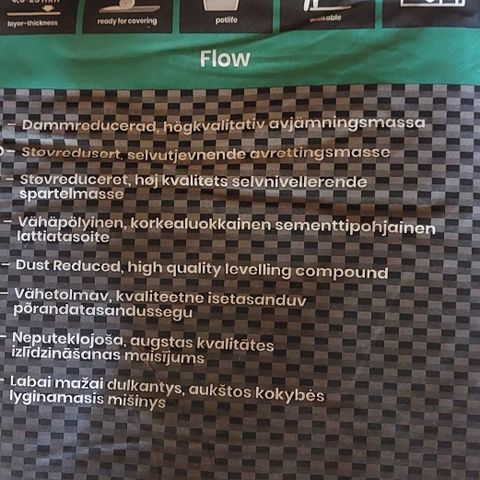 layer-thickness
ready for covering
potlife
walkable
Flow
– Dammreducerad, högkvalitativ avjämningsmassa
– Støvredusert, selvutjevnende avrettingsmasse
– Støvreduceret, høj kvalitets selvnivellerende
spartelmasse
– Vähäpölyinen, korkealuokkainen sementtipohjainen
lattiatasoite
– Dust Reduced, high quality levelling compound
– Vähetolmav, kvaliteetne isetasanduv
põrandatasandussegu
– Neputekļojoša, augstas kvalitātes
izlīdzināšanas maisījums
– Labai mažai dulkantys, aukštos kokybės
lyginamasis mišinys